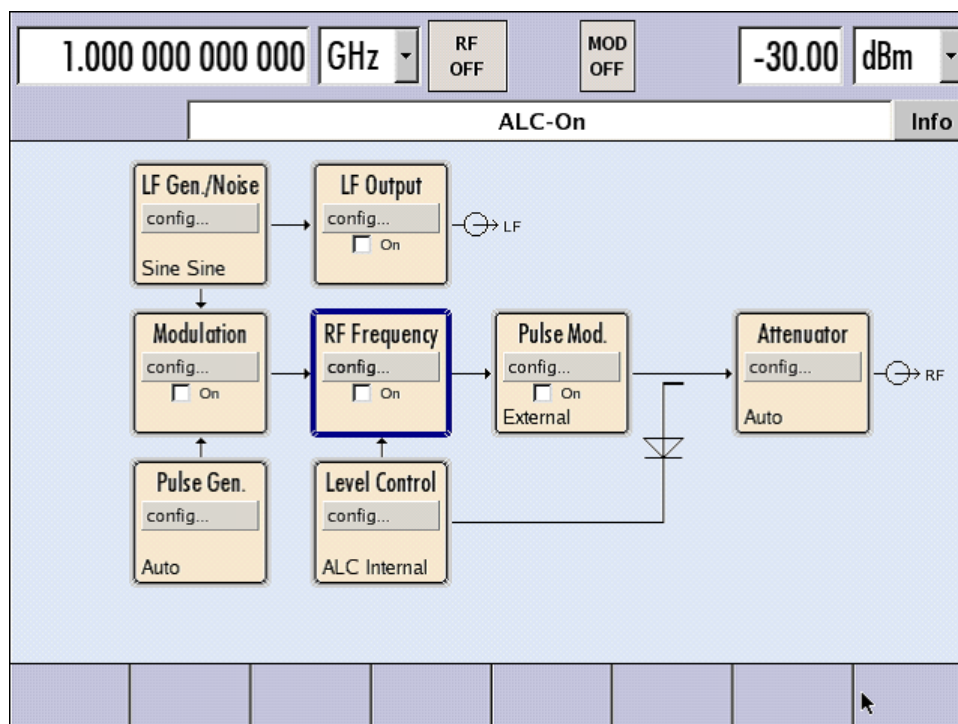 1.000 000 000 000 GHz RF OFF MOD OFF -30.00 dBm
ALC-On Info
LF Gen./Noise
config...
Sine Sine
LF Output
config...
On
LF
Modulation
config...
On
RF Frequency
config...
On
Pulse Mod.
config...
On
External
Attenuator
config...
Auto
RF
Pulse Gen.
config...
Auto
Level Control
config...
ALC Internal